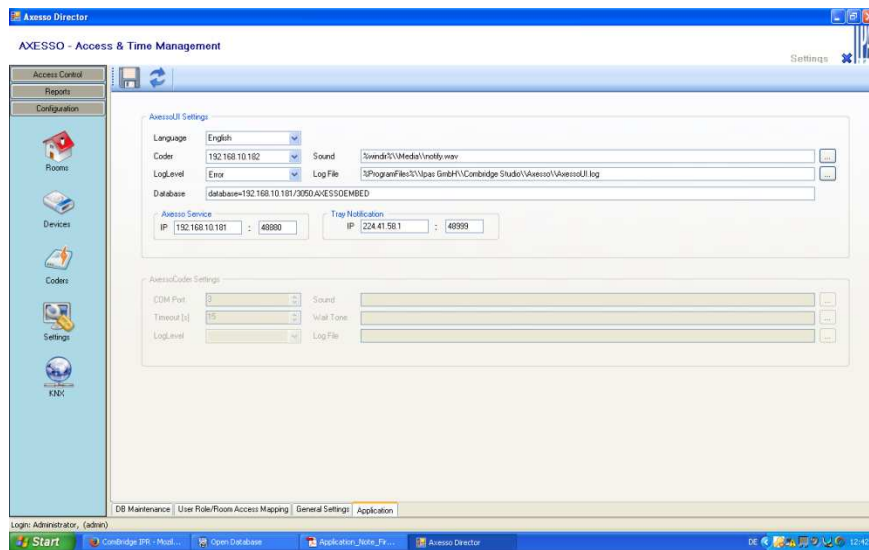 Axesso Director
AXESSO - Access & Time Management
Settings
Access Control
Reports
Configuration
Rooms
Devices
Coders
Settings
KNX
AxessoUI Settings
Language English
Coder 192.168.10.182 Sound %windir%\\Media\\notify.wav ...
LogLevel Error Log File %ProgramFiles%\\Ipas GmbH\\Combridge Studio\\Axesso\\AxessoUI.log ...
Database database=192.168.10.181/3050:AXESSOEMBED
Axesso Service
IP 192.168.10.181 : 48880
Tray Notification
IP 224.41.58.1 : 48999
AxessoCoder Settings
COM Port 3 Sound ...
Timeout [s] 15 Wait Tone ...
LogLevel Log File ...
DB Maintenance User Role/Room Access Mapping General Settings Application
Login: Administrator, (admin)
Start ComBridge IPR - Mozil... Open Database Application_Note_Fir... Axesso Director DE 12:42